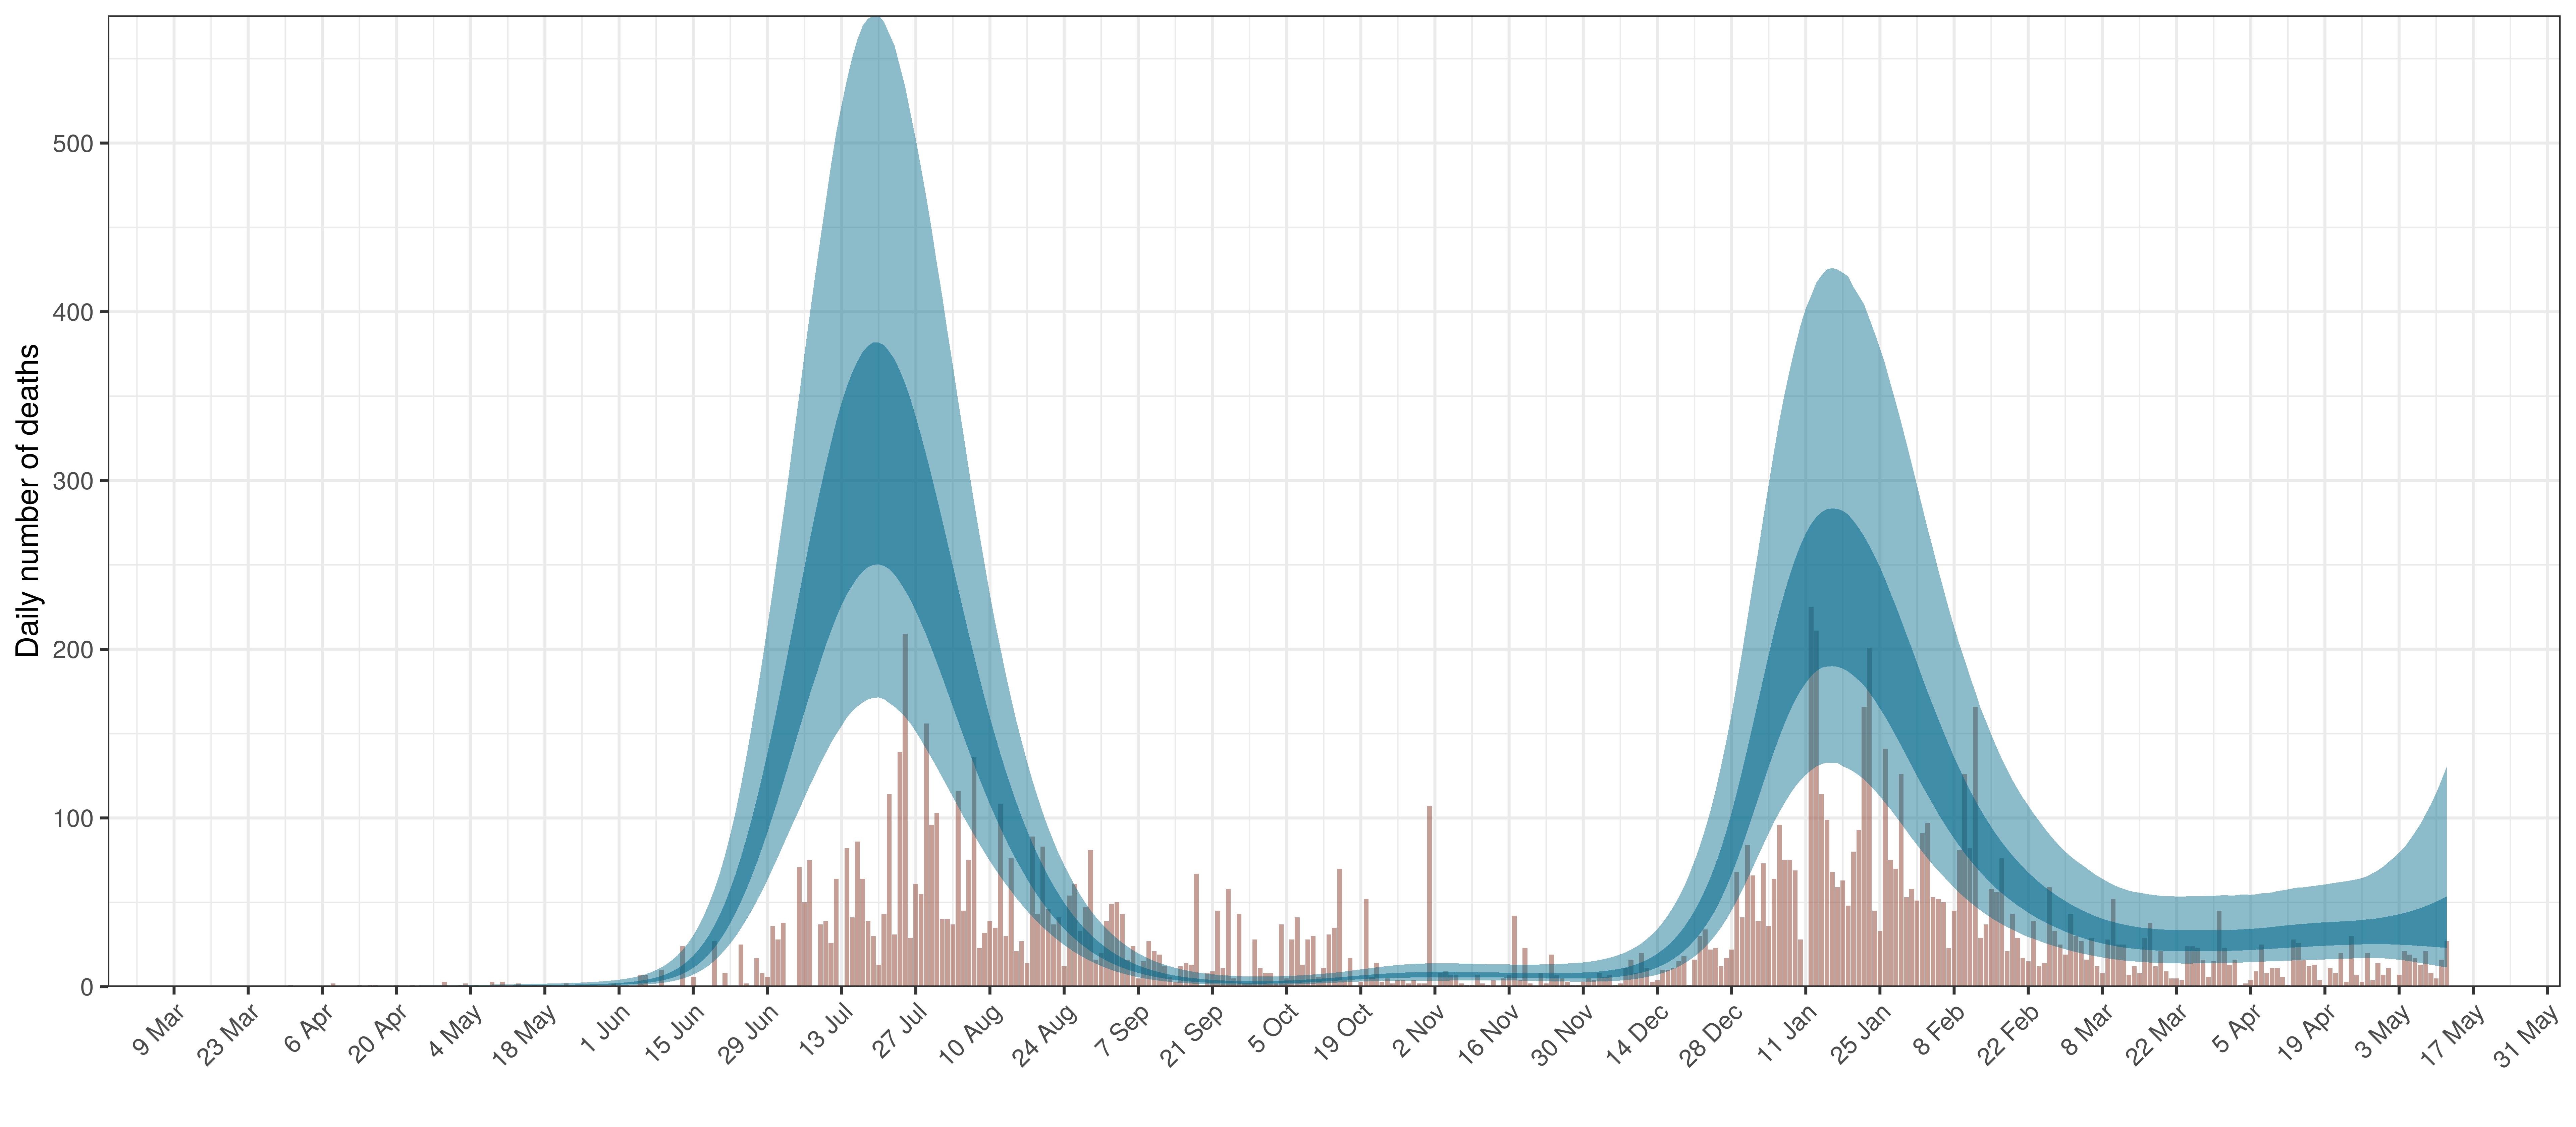 Daily number of deaths
500
400
300
200
100
0
9 Mar
23 Mar
6 Apr
20 Apr
4 May
18 May
1 Jun
15 Jun
29 Jun
13 Jul
27 Jul
10 Aug
24 Aug
7 Sep
21 Sep
5 Oct
19 Oct
2 Nov
16 Nov
30 Nov
14 Dec
28 Dec
11 Jan
25 Jan
8 Feb
22 Feb
8 Mar
22 Mar
5 Apr
19 Apr
3 May
17 May
31 May